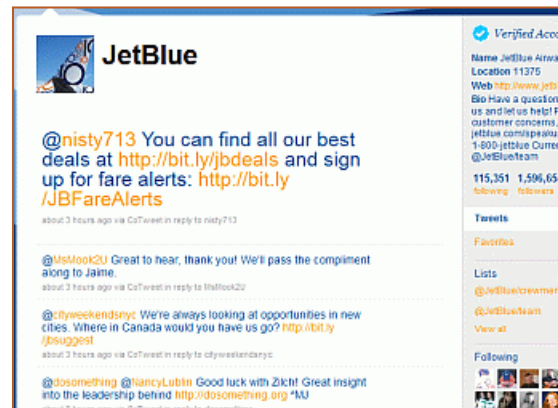 JetBlue
@nisty713 You can find all our best
deals at http://bit.ly/jbdeals and sign
up for fare alerts: http://bit.ly
/JBFareAlerts
about 3 hours ago via CoTweet in reply to nisty713
@MsMook2U Great to hear, thank you! We'll pass the compliment
along to Jaime.
about 3 hours ago via CoTweet in reply to MsMook2U
@cityweekendsnyc We're always looking at opportunities in new
cities. Where in Canada would you have us go? http://bit.ly
/jbsuggest
about 3 hours ago via CoTweet in reply to cityweekendsnyc
@dosomething @NancyLublin Good luck with Zilch! Great insight
into the leadership behind http://dosomething.org ^MJ
Verified Acco
Name JetBlue Airwa
Location 11375
Web http://www.jetb
Bio Have a question
us and let us help! F
customer concerns,
jetblue.com/speaku
1-800-jetblue Curre
@JetBlue/team
115,351 1,596,65
following followers
Tweets
Favorites
Lists
@JetBlue/crewmem
@JetBlue/team
View all
Following